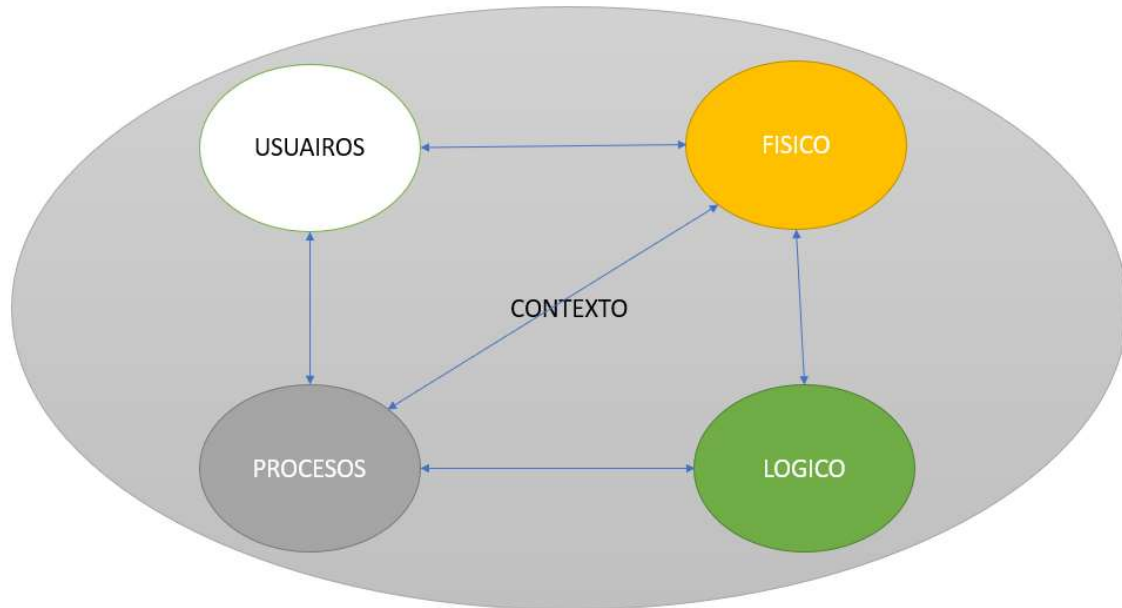 USUAIROS
FISICO
CONTEXTO
PROCESOS
LOGICO